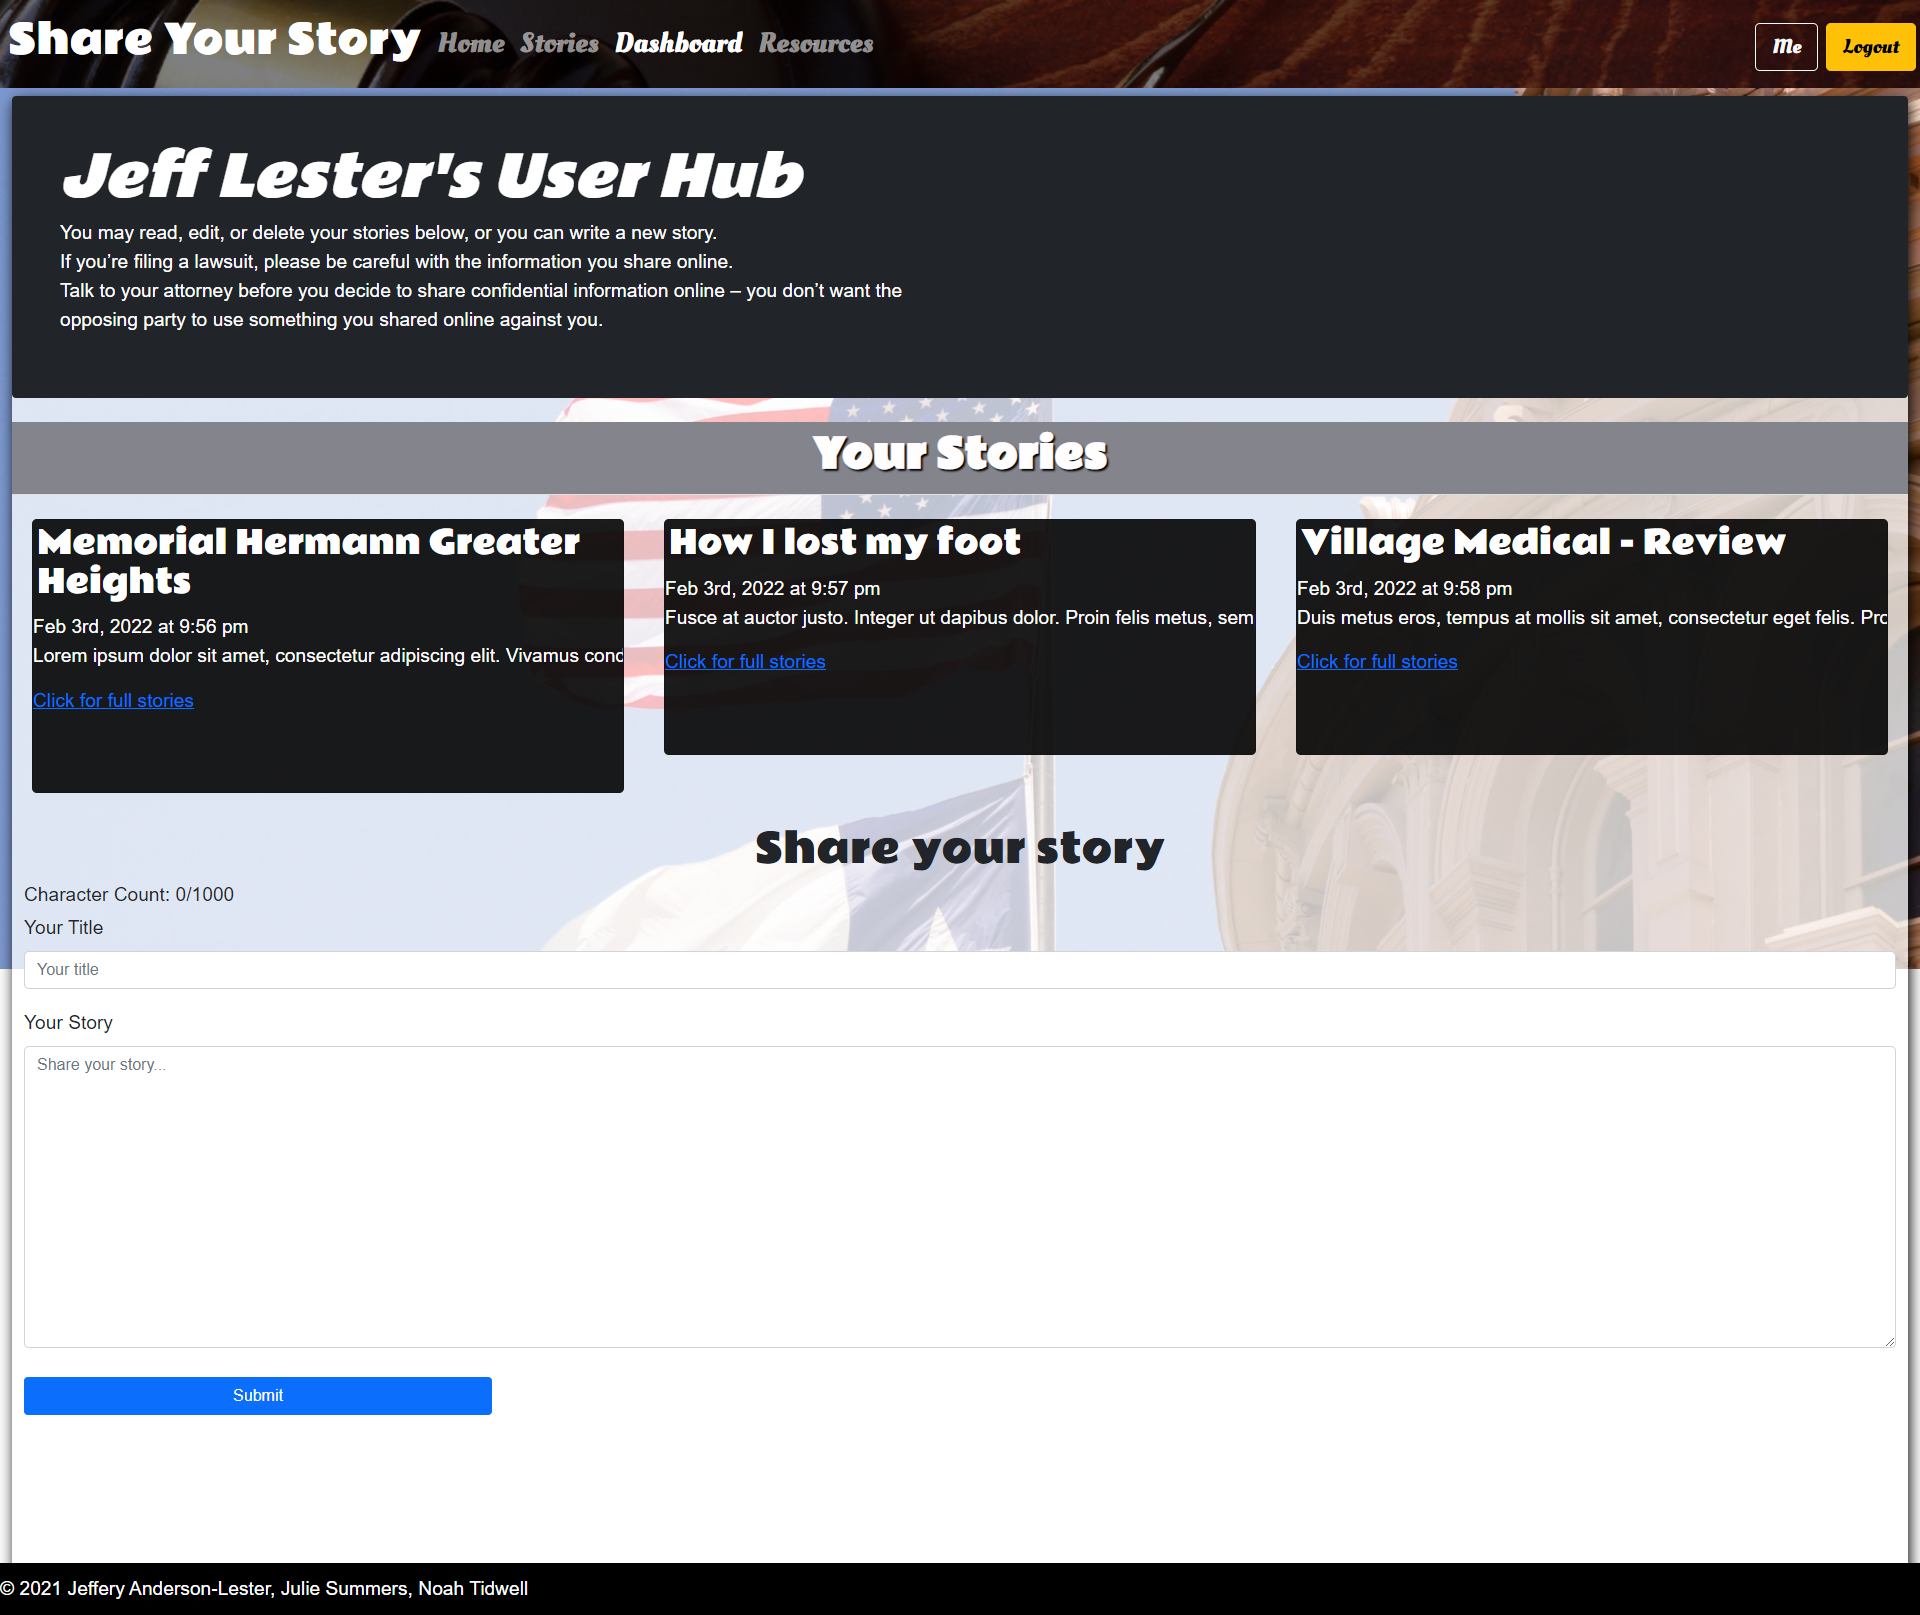 Share Your Story Home Stories Dashboard Resources Me Logout
Jeff Lester's User Hub
You may read, edit, or delete your stories below, or you can write a new story.
If you’re filing a lawsuit, please be careful with the information you share online.
Talk to your attorney before you decide to share confidential information online – you don’t want the
opposing party to use something you shared online against you.
Your Stories
Memorial Hermann Greater
Heights
Feb 3rd, 2022 at 9:56 pm
Lorem ipsum dolor sit amet, consectetur adipiscing elit. Vivamus cond
Click for full stories
How I lost my foot
Feb 3rd, 2022 at 9:57 pm
Fusce at auctor justo. Integer ut dapibus dolor. Proin felis metus, sem
Click for full stories
Village Medical - Review
Feb 3rd, 2022 at 9:58 pm
Duis metus eros, tempus at mollis sit amet, consectetur eget felis. Pro
Click for full stories
Share your story
Character Count: 0/1000
Your Title
Your title
Your Story
Share your story...
Submit
© 2021 Jeffery Anderson-Lester, Julie Summers, Noah Tidwell